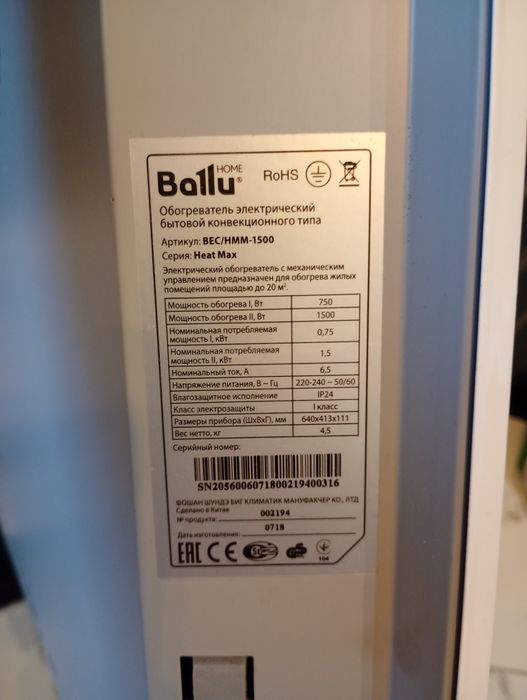 Ballu® HOME RoHS
Обогреватель электрический
бытовой конвекционного типа
Артикул: BEC/HMM-1500
Серия: Heat Max
Электрический обогреватель с механическим
управлением предназначен для обогрева жилых
помещений площадью до 20 м².
Мощность обогрева I, Вт 750
Мощность обогрева II, Вт 1500
Номинальная потребляемая
мощность I, кВт 0,75
Номинальная потребляемая
мощность II, кВт 1,5
Номинальный ток, А 6,5
Напряжение питания, В ~ Гц 220-240 ~ 50/60
Влагозащитное исполнение IP24
Класс электрозащиты I класс
Размеры прибора (ШхВхГ), мм 640x413x111
Вес нетто, кг 4,5
Серийный номер:
SN2056006071800219400316
ФОШАН ШУНДЭ БИГ КЛИМАТИК МАНУФАКЧЕР КО., ЛТД
Сделано в Китае
№ продукта: 002194
Дата изготовления: 0718
EAC CE
104